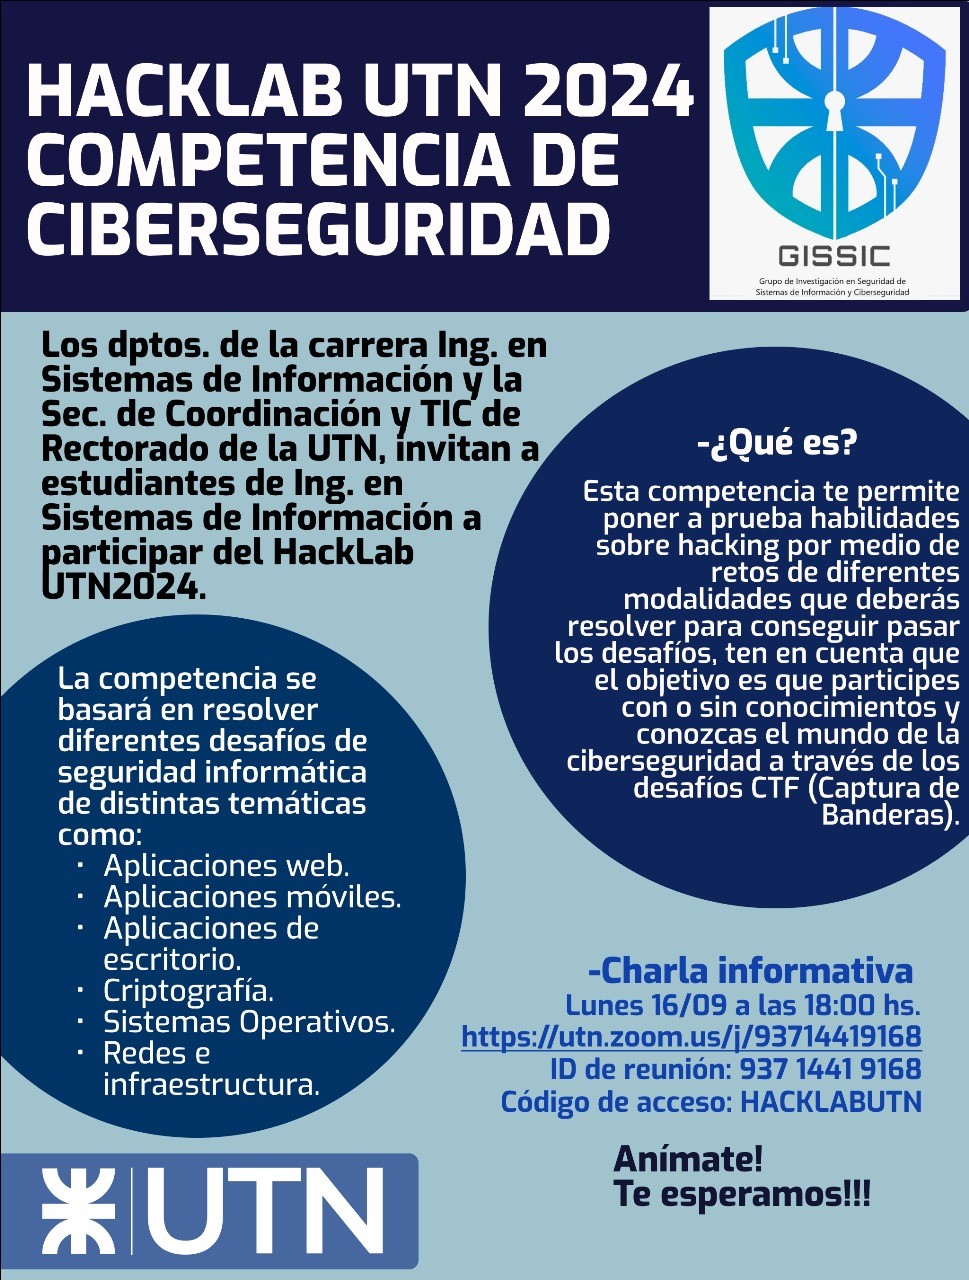 HACKLAB UTN 2024
COMPETENCIA DE
CIBERSEGURIDAD
GISSIC
Grupo de Investigación en Seguridad de
Sistemas de Información y Ciberseguridad
Los dptos. de la carrera Ing. en
Sistemas de Información y la
Sec. de Coordinación y TIC de
Rectorado de la UTN, invitan a
estudiantes de Ing. en
Sistemas de Información a
participar del HackLab
UTN2024.
-¿Qué es?
Esta competencia te permite
poner a prueba habilidades
sobre hacking por medio de
retos de diferentes
modalidades que deberás
resolver para conseguir pasar
los desafíos, ten en cuenta que
el objetivo es que participes
con o sin conocimientos y
conozcas el mundo de la
ciberseguridad a través de los
desafíos CTF (Captura de
Banderas).
La competencia se
basará en resolver
diferentes desafíos de
seguridad informática
de distintas temáticas
como:
· Aplicaciones web.
· Aplicaciones móviles.
· Aplicaciones de
escritorio.
· Criptografía.
· Sistemas Operativos.
· Redes e
infraestructura.
-Charla informativa
Lunes 16/09 a las 18:00 hs.
https://utn.zoom.us/j/93714419168
ID de reunión: 937 1441 9168
Código de acceso: HACKLABUTN
Anímate!
Te esperamos!!!
UTN